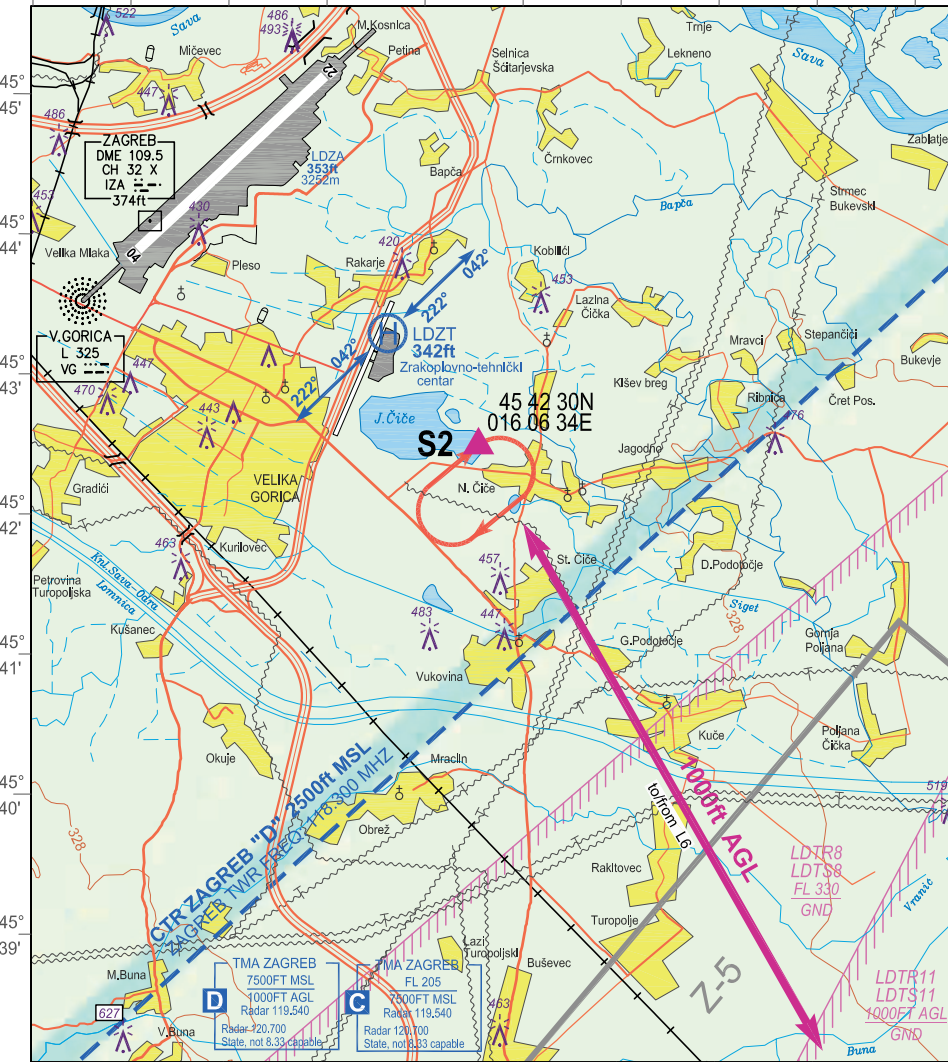 522
Sava
486
493
M.Kosnica
Petina
Mičevec
Selnica
Ščitarjevska
Trnje
Lekneno
Sava
45°
45'
447
22
486
ZAGREB
DME 109.5
CH 32 X
IZA
374ft
LDZA
353ft
3252m
Bapča
Črnkovec
Zablatje
453
430
Strmec
Bukevski
Bapča
45°
44'
Velika Mlaka
04
Pleso
Rakarje
420
042°
222°
Kobilići
453
Lazina
Čička
V.GORICA
L 325
VG
LDZT
342ft
Zrakoplovno-tehnički
centar
042°
222°
Mravci
Stepančići
45°
43'
447
470
Bukevje
Kišev breg
Ribnica
Čret Pos.
443
J.Čiče
45 42 30N
016 06 34E
S2
476
Jagodno
Gradići
VELIKA
GORICA
N. Čiče
45°
42'
463
Kurilovec
St. Čiče
457
D.Podotočje
Petrovina
Turopoljska
Knl.Sava-Odra
Lomnica
Siget
328
Kušanec
483
447
G.Podotočje
Gornja
Poljana
45°
41'
Vukovina
Kuče
Poljana
Čička
Okuje
Mraclin
CTR ZAGREB "D" 2500ft MSL
ZAGREB TWR FREQ. 118.300 MHZ
1000ft AGL
to/from L6
519
45°
40'
328
Obrež
Rakitovec
LDTR8
LDTS8
FL 330
GND
Vranić
45°
39'
Turopolje
Lazi
Turopoljski
Buševec
Z-5
M.Buna
TMA ZAGREB
7500FT MSL
1000FT AGL
D
Radar 119.540
Radar 120.700
State, not 8.33 capable
TMA ZAGREB
FL 205
7500FT MSL
C
Radar 119.540
Radar 120.700
State, not 8.33 capable
LDTR11
LDTS11
1000FT AGL
GND
627
V.Buna
463
Buna